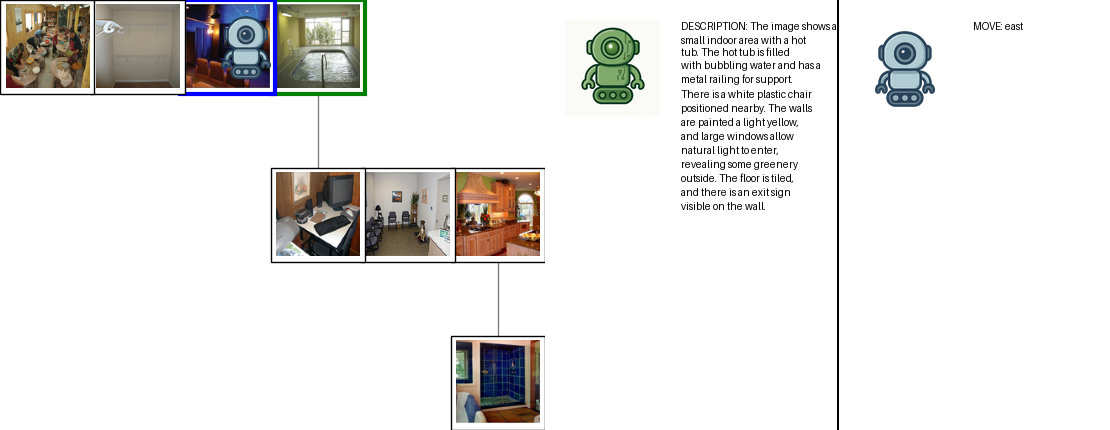 DESCRIPTION: The image shows a
small indoor area with a hot
tub. The hot tub is filled
with bubbling water and has a
metal railing for support.
There is a white plastic chair
positioned nearby. The walls
are painted a light yellow,
and large windows allow
natural light to enter,
revealing some greenery
outside. The floor is tiled,
and there is an exit sign
visible on the wall.
MOVE: east